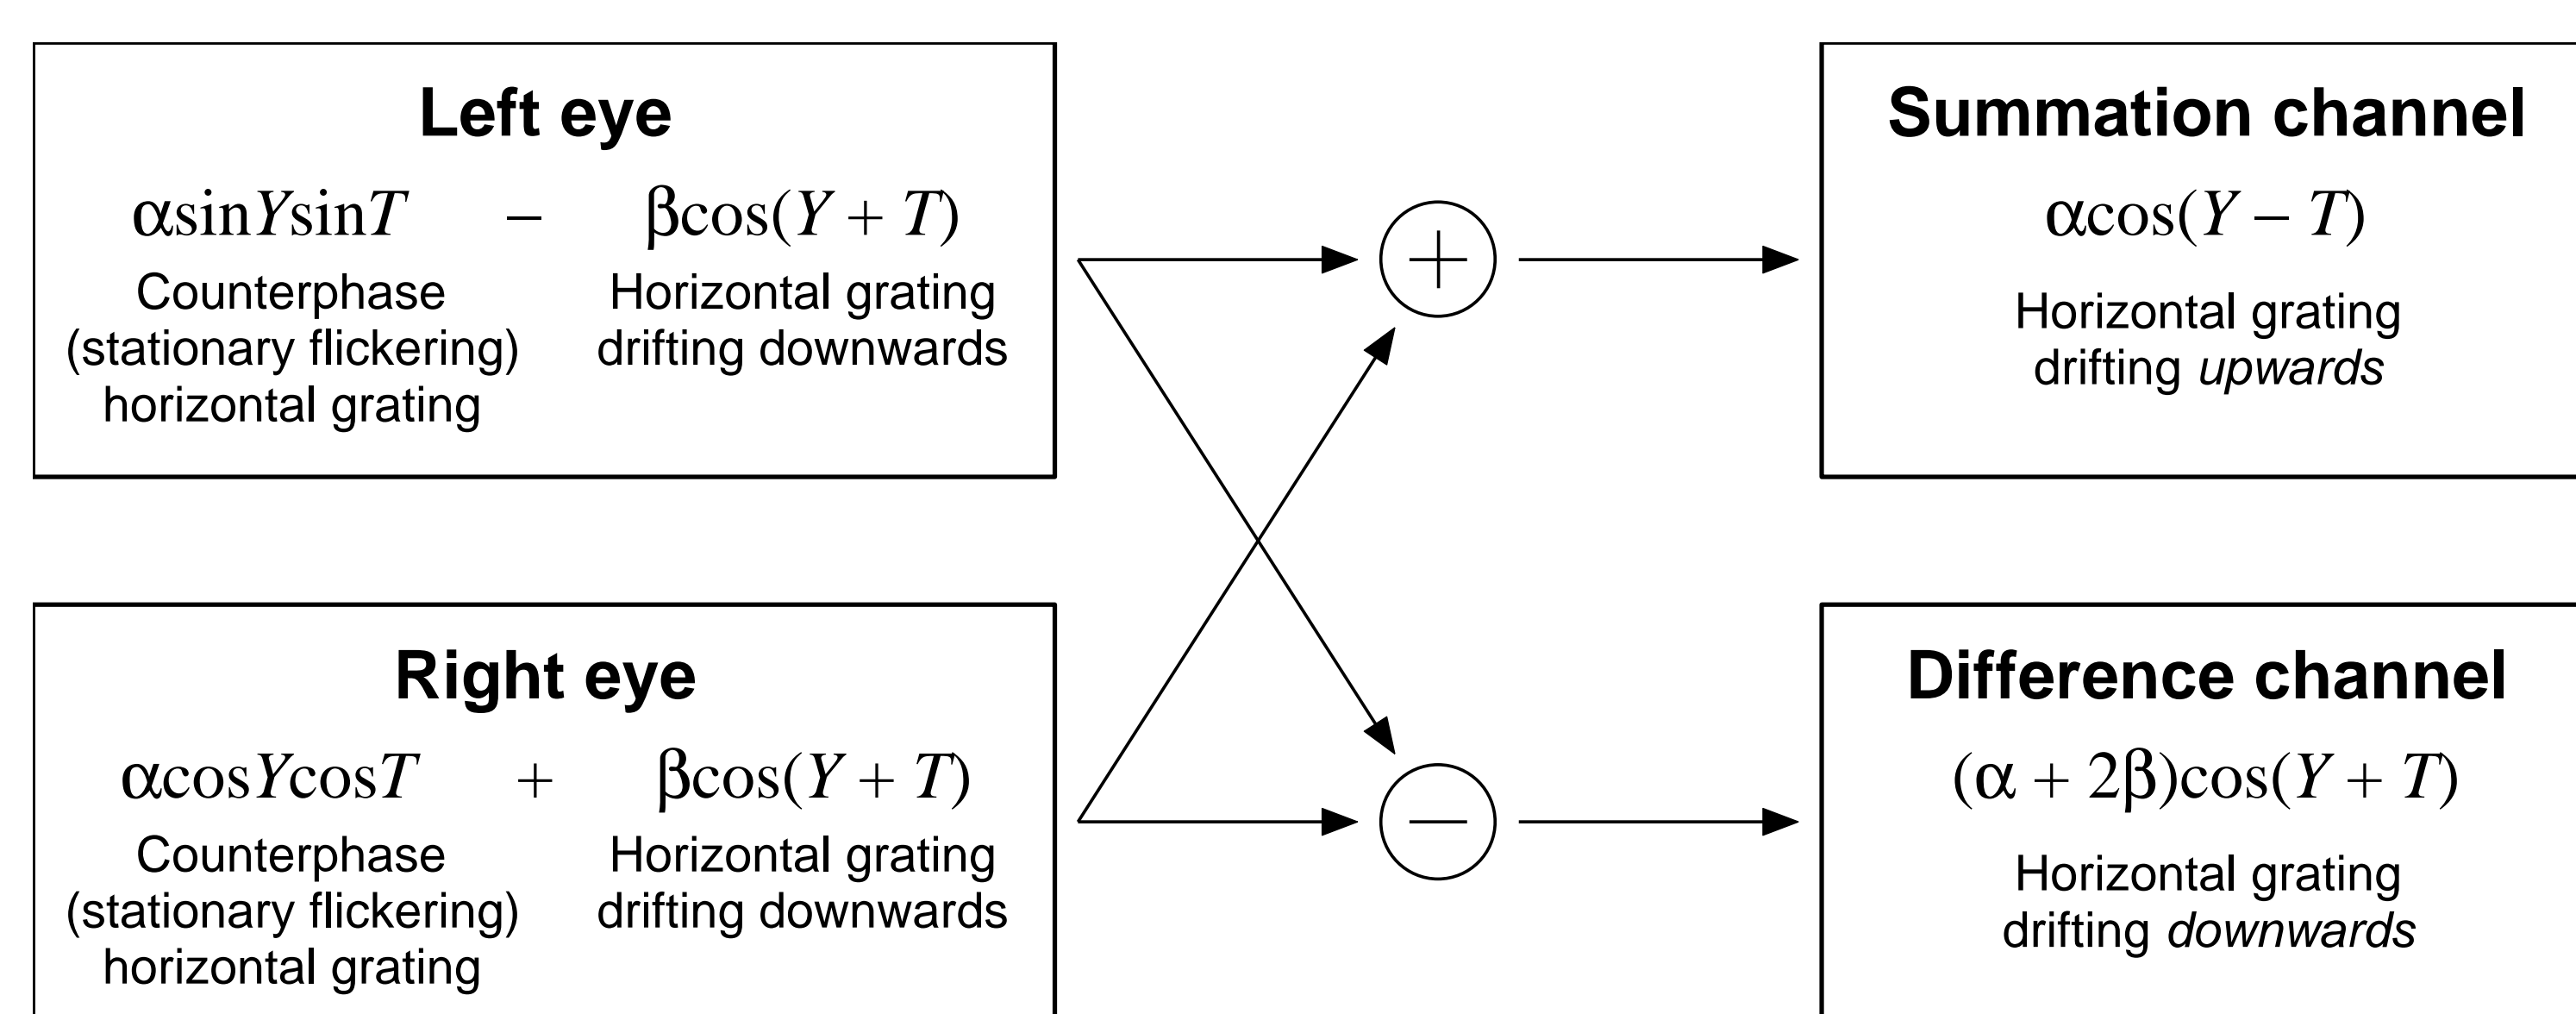 Left eye
αsinYsinT – βcos(Y + T)
Counterphase
(stationary flickering)
horizontal grating
Horizontal grating
drifting downwards
+
Summation channel
αcos(Y – T)
Horizontal grating
drifting upwards
Right eye
αcosYcosT + βcos(Y + T)
Counterphase
(stationary flickering)
horizontal grating
Horizontal grating
drifting downwards
–
Difference channel
(α + 2β)cos(Y + T)
Horizontal grating
drifting downwards